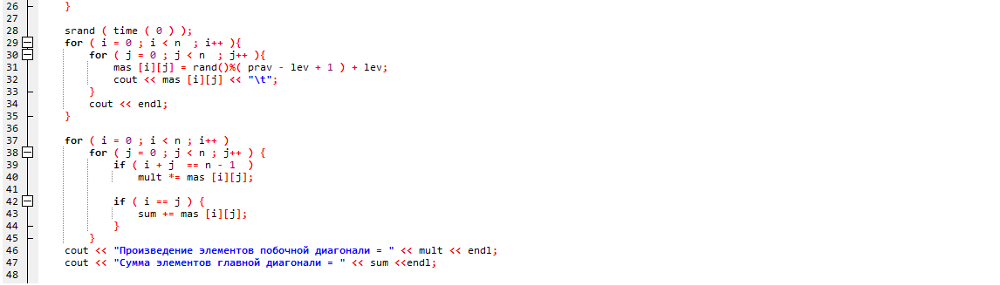 26 }
27
28 srand ( time ( 0 ) );
29 for ( i = 0 ; i < n  ; i++ ){
30 for ( j = 0 ; j < n  ; j++ ){
31 mas [i][j] = rand()%( prav - lev + 1 ) + lev;
32 cout << mas [i][j] << "\t";
33 }
34 cout << endl;
35 }
36
37 for ( i = 0 ; i < n ; i++ )
38 for ( j = 0 ; j < n ; j++ ) {
39 if ( i + j  == n - 1  )
40 mult *= mas [i][j];
41
42 if ( i == j ) {
43 sum += mas [i][j];
44 }
45 }
46 cout << "Произведение элементов побочной диагонали = " << mult << endl;
47 cout << "Сумма элементов главной диагонали = " << sum <<endl;
48